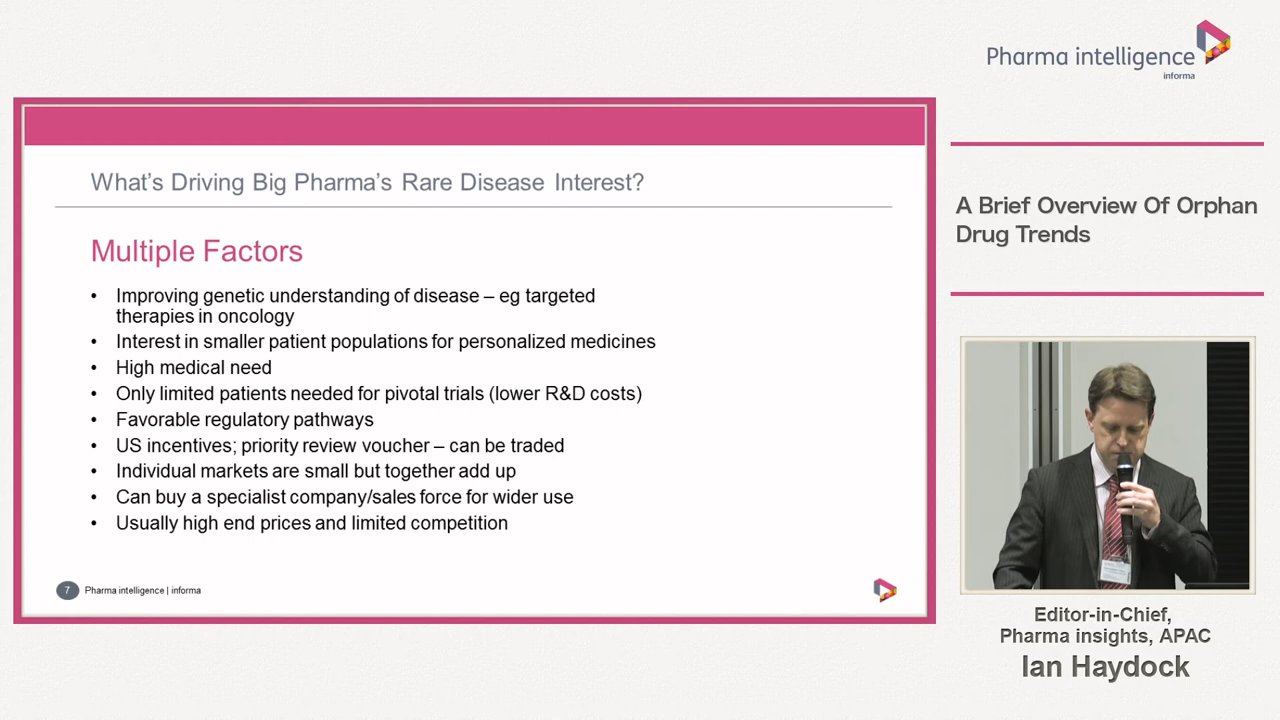 Pharma intelligence
informa
What's Driving Big Pharma's Rare Disease Interest?
Multiple Factors
• Improving genetic understanding of disease – eg targeted
therapies in oncology
• Interest in smaller patient populations for personalized medicines
• High medical need
• Only limited patients needed for pivotal trials (lower R&D costs)
• Favorable regulatory pathways
• US incentives; priority review voucher – can be traded
• Individual markets are small but together add up
• Can buy a specialist company/sales force for wider use
• Usually high end prices and limited competition
7 Pharma intelligence | informa
A Brief Overview Of Orphan
Drug Trends
Editor-in-Chief,
Pharma insights, APAC
Ian Haydock